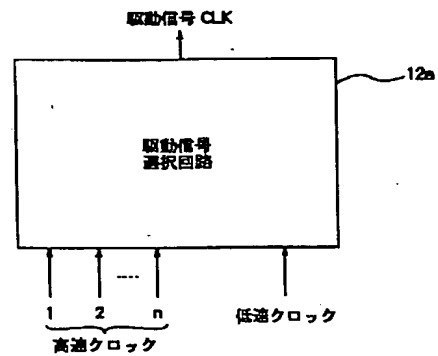 駆動信号 CLK
12a
駆動信号
選択回路
1 2 ---- n
高速クロック
低速クロック